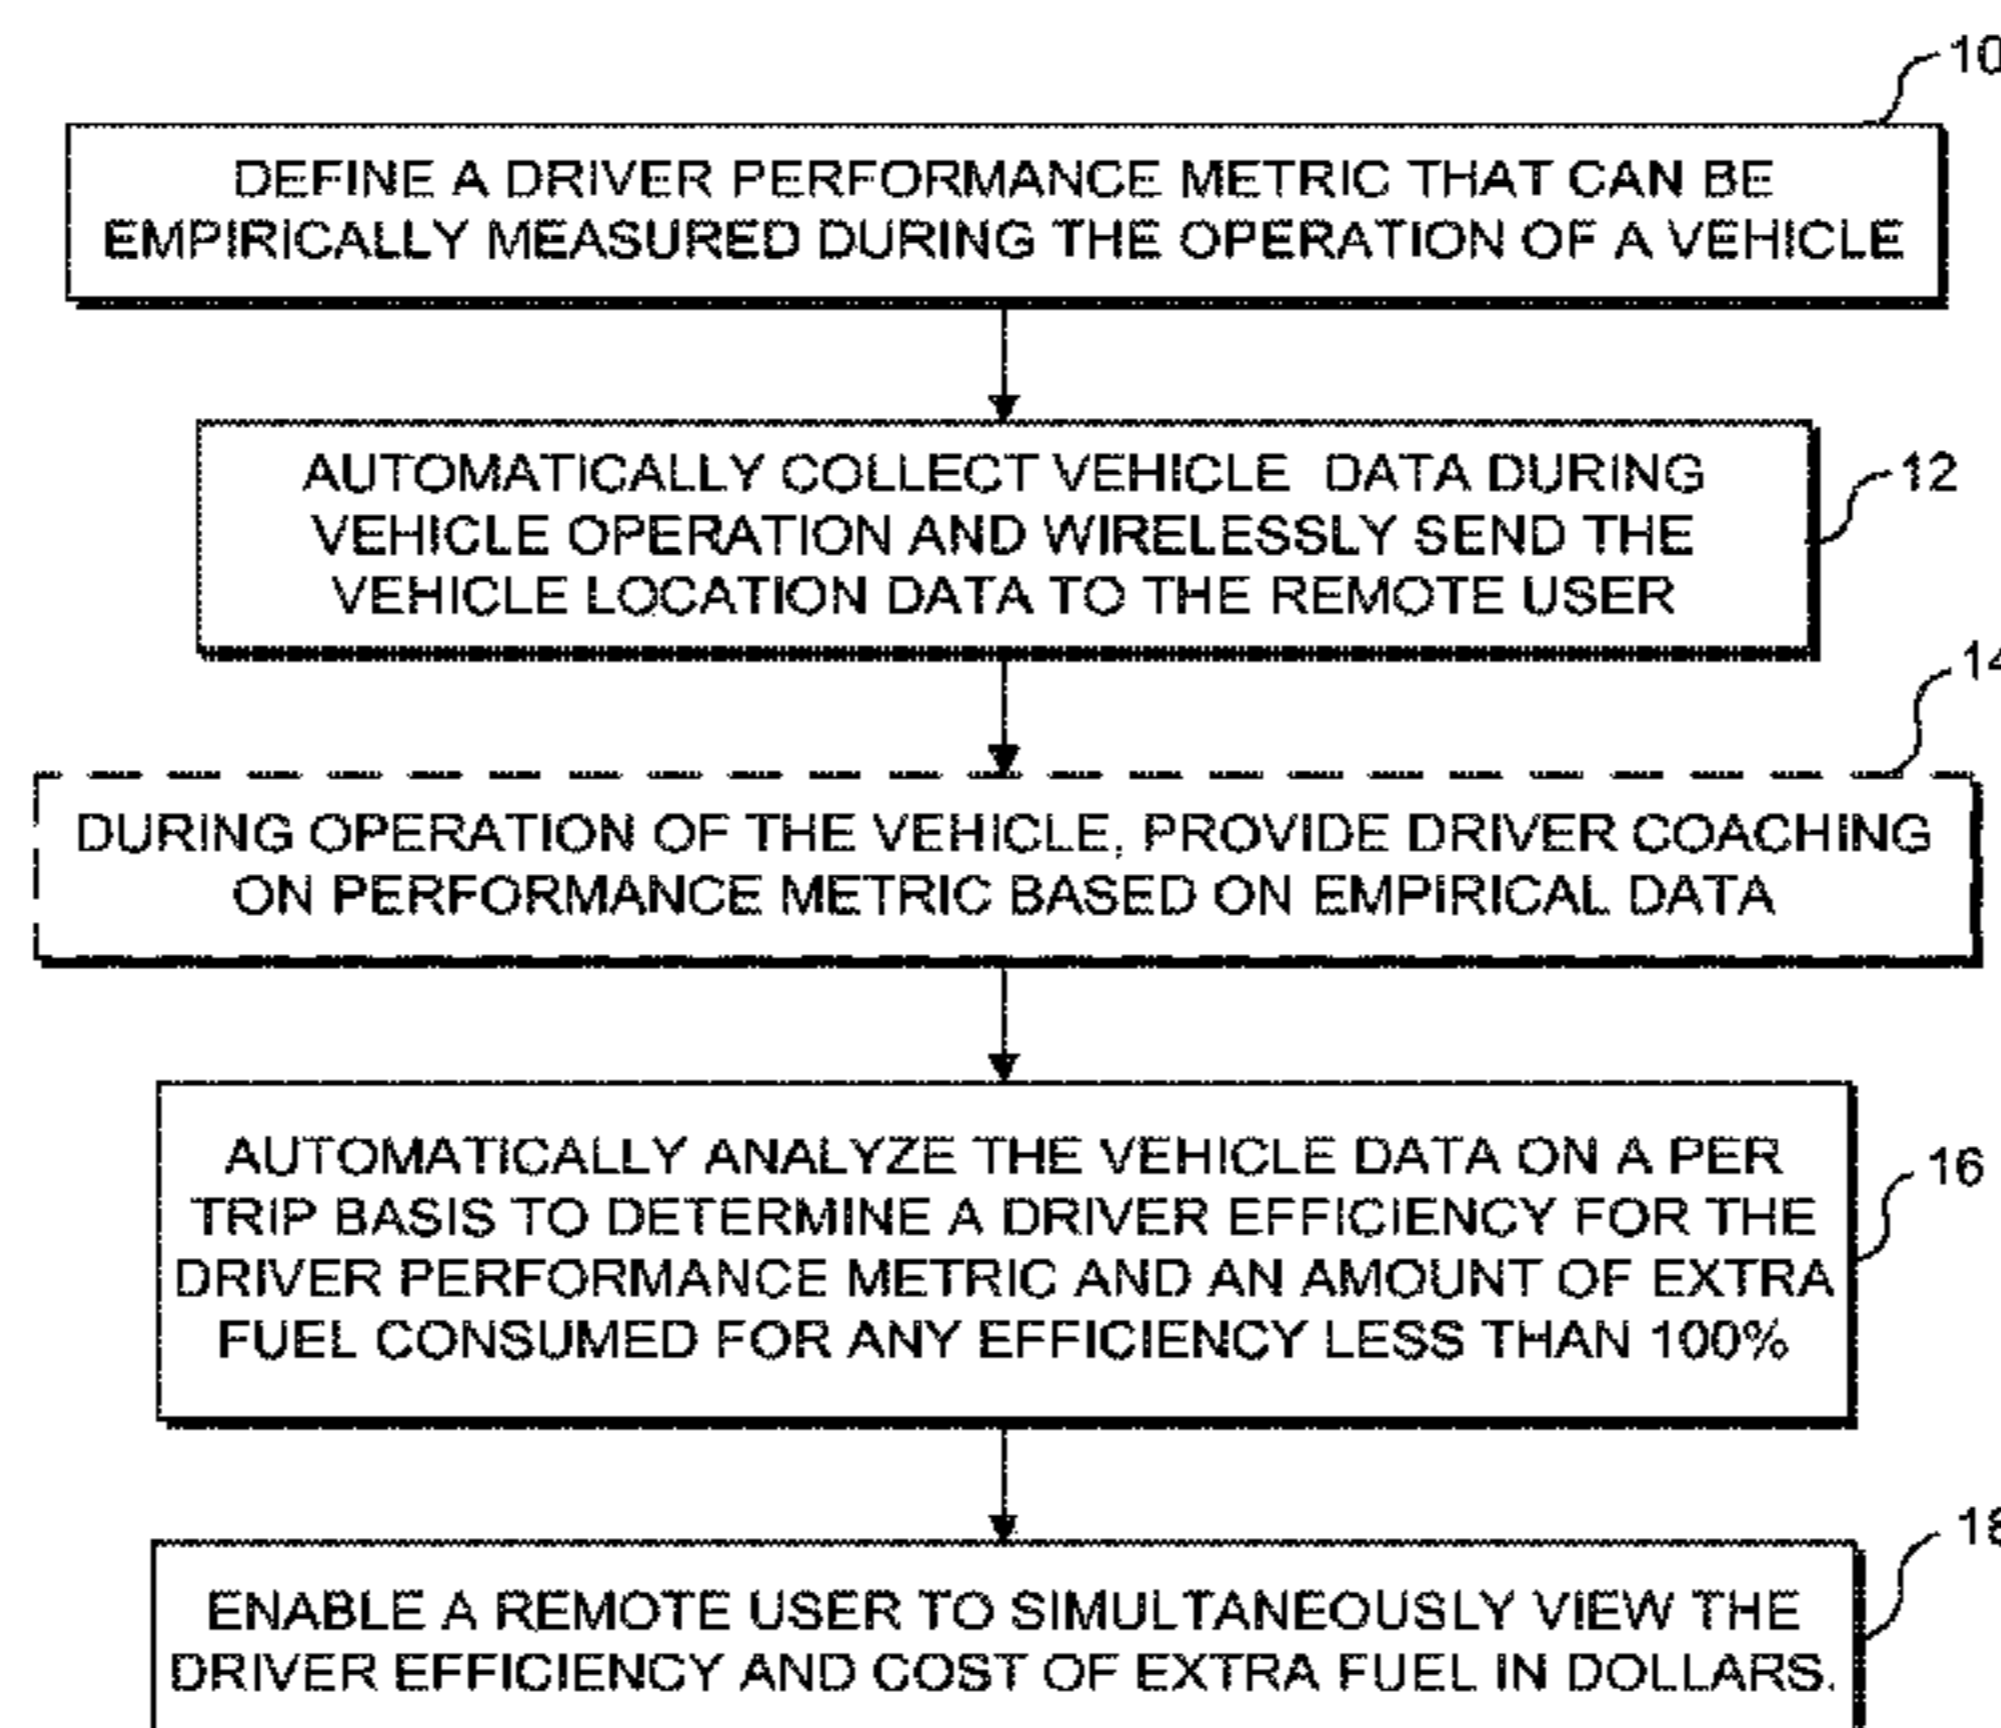 10
DEFINE A DRIVER PERFORMANCE METRIC THAT CAN BE
EMPIRICALLY MEASURED DURING THE OPERATION OF A VEHICLE
AUTOMATICALLY COLLECT VEHICLE DATA DURING
VEHICLE OPERATION AND WIRELESSLY SEND THE
VEHICLE LOCATION DATA TO THE REMOTE USER
12
14
DURING OPERATION OF THE VEHICLE, PROVIDE DRIVER COACHING
ON PERFORMANCE METRIC BASED ON EMPIRICAL DATA
AUTOMATICALLY ANALYZE THE VEHICLE DATA ON A PER
TRIP BASIS TO DETERMINE A DRIVER EFFICIENCY FOR THE
DRIVER PERFORMANCE METRIC AND AN AMOUNT OF EXTRA
FUEL CONSUMED FOR ANY EFFICIENCY LESS THAN 100%
16
18
ENABLE A REMOTE USER TO SIMULTANEOUSLY VIEW THE
DRIVER EFFICIENCY AND COST OF EXTRA FUEL IN DOLLARS.